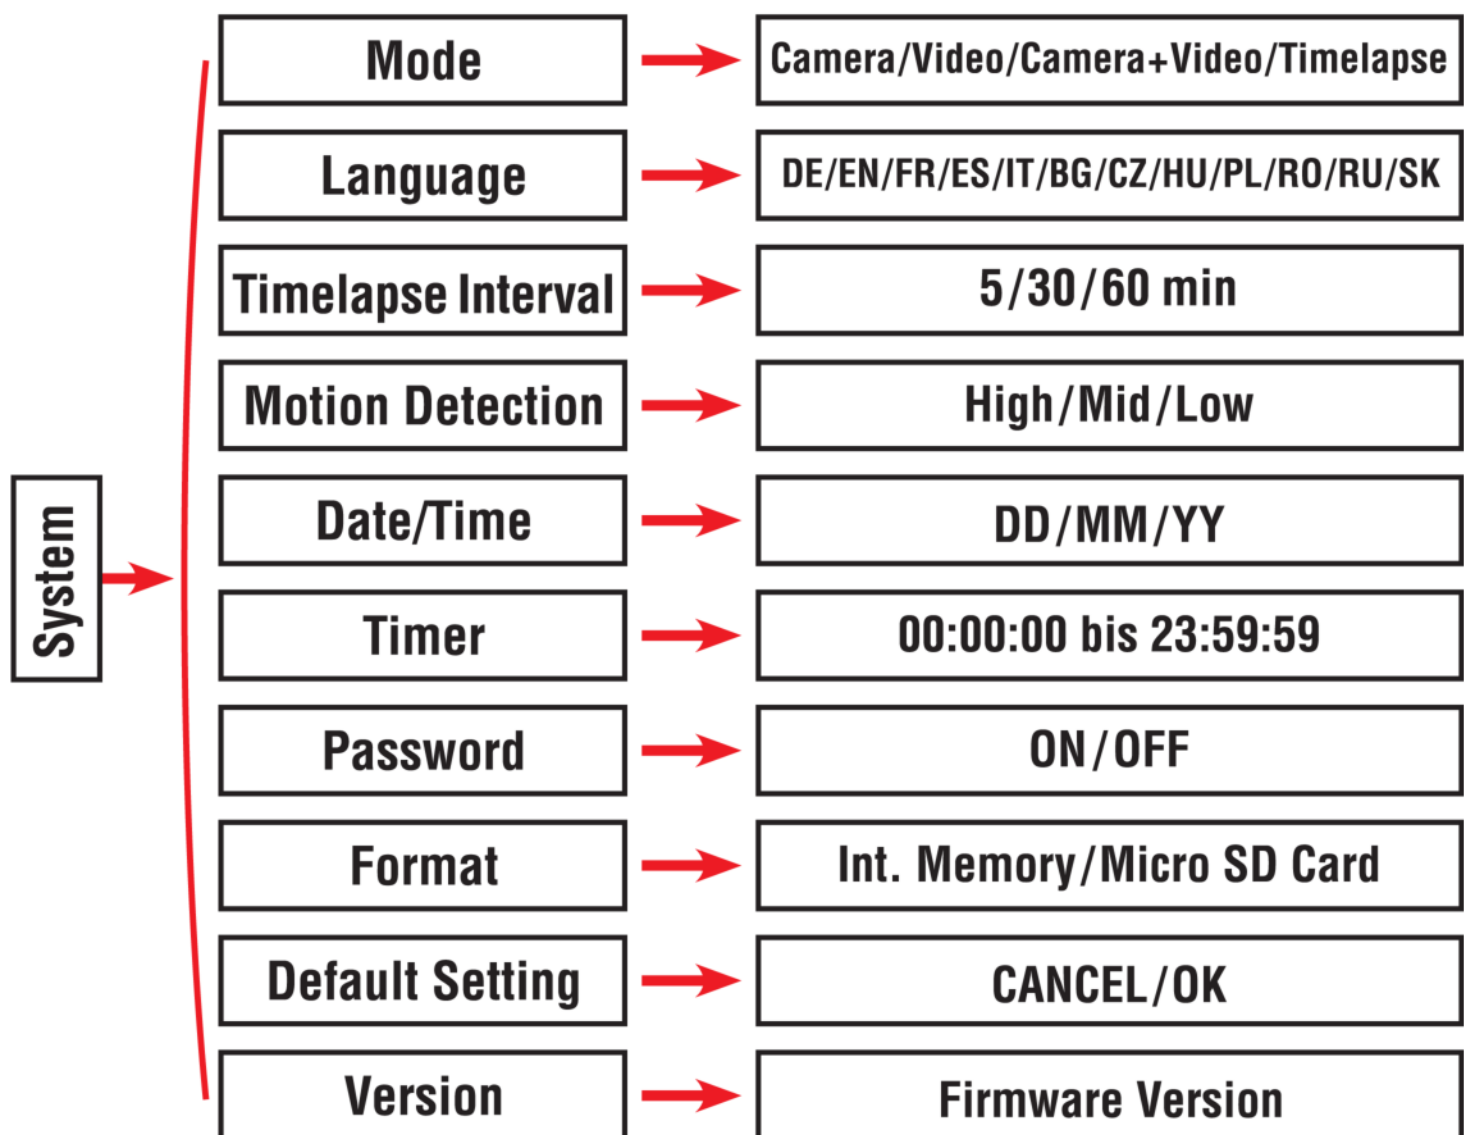 System
Mode
Camera/Video/Camera+Video/Timelapse
Language
DE/EN/FR/ES/IT/BG/CZ/HU/PL/RO/RU/SK
Timelapse Interval
5/30/60 min
Motion Detection
High/Mid/Low
Date/Time
DD/MM/YY
Timer
00:00:00 bis 23:59:59
Password
ON/OFF
Format
Int. Memory/Micro SD Card
Default Setting
CANCEL/OK
Version
Firmware Version